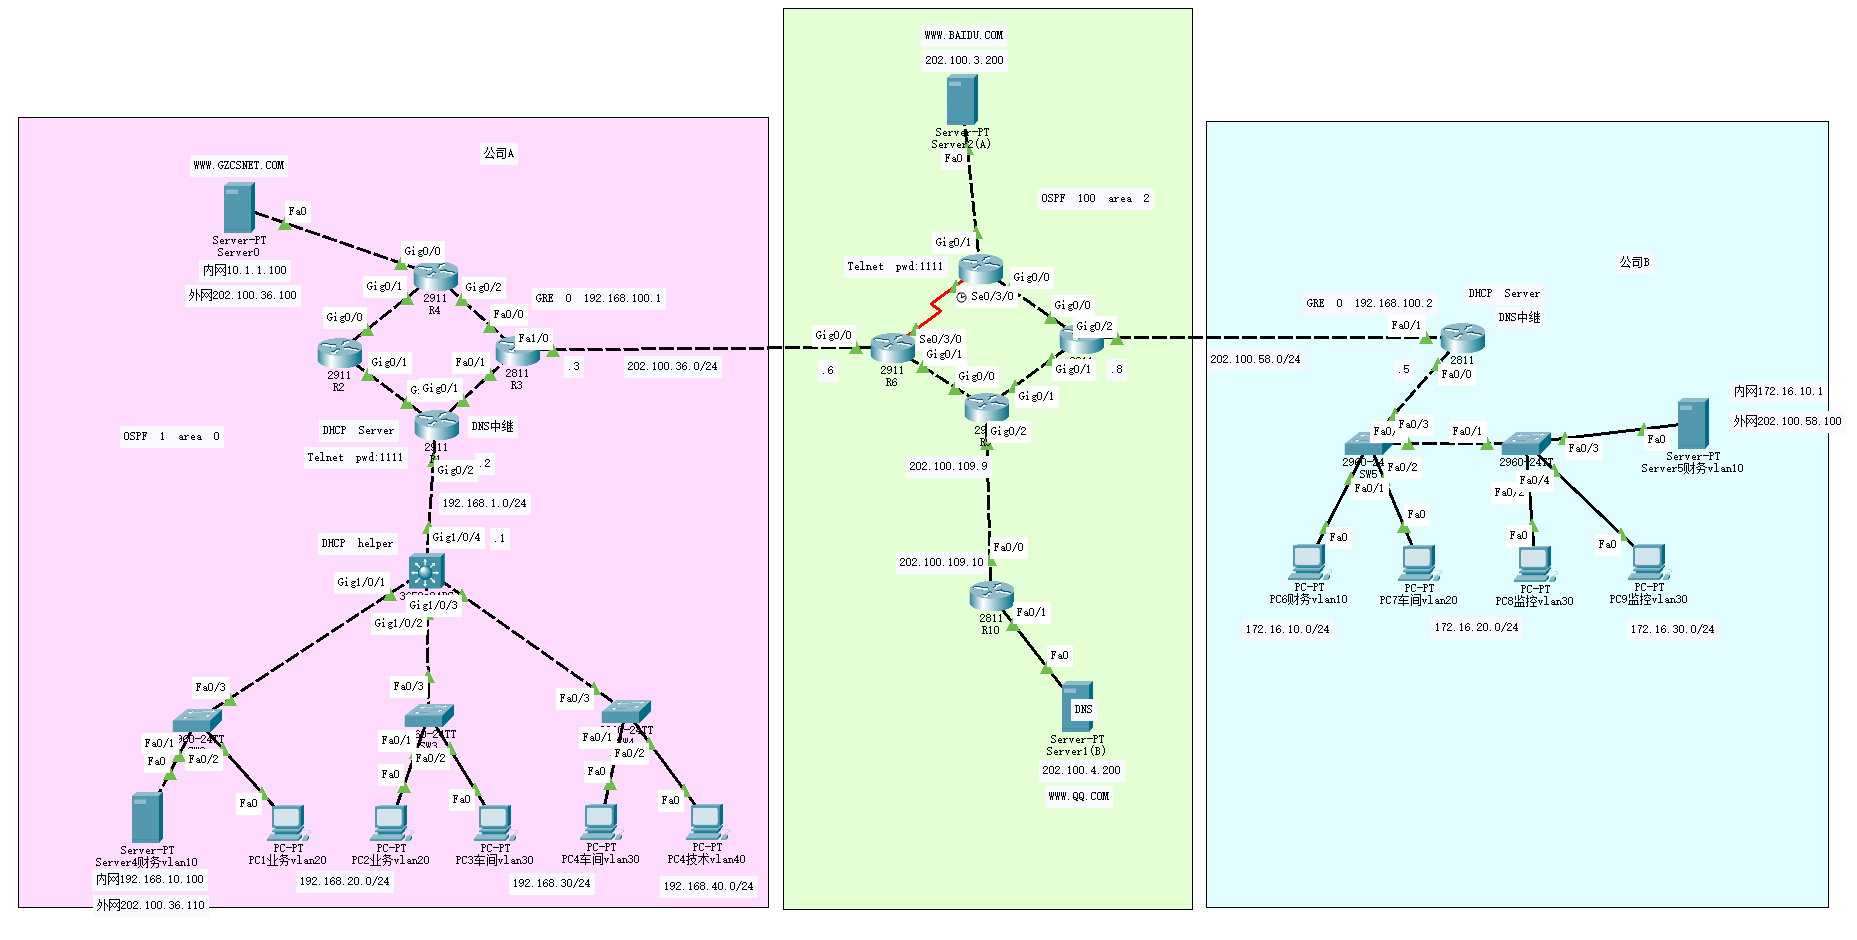 公司A
WWW.GZCSNET.COM
Fa0
Server-PT
Server0
内网10.1.1.100
外网202.100.36.100
Gig0/0
Gig0/1
Gig0/2
2911
R4
GRE 0 192.168.100.1
Gig0/0
Fa0/0
Gig0/1
2911
R2
Fa1/0
Fa0/1
2811
R3
.3
202.100.36.0/24
Gig0/1
OSPF 1 area 0
DHCP Server
DNS中继
Telnet pwd:1111
2911
Gig0/2
.2
192.168.1.0/24
DHCP helper
Gig1/0/4
.1
Gig1/0/1
Gig1/0/3
Gig1/0/2
Fa0/3
Fa0/3
Fa0/3
Fa0/1
Fa0/2
Fa0
Fa0
Fa0/1
Fa0/2
Fa0
Fa0
Fa0/1
Fa0/2
Fa0
Fa0
Server-PT
Server4财务vlan10
内网192.168.10.100
外网202.100.36.110
PC-PT
PC1业务vlan20
PC-PT
PC2业务vlan20
PC-PT
PC3车间vlan30
PC-PT
PC4车间vlan30
PC-PT
PC4技术vlan40
192.168.20.0/24
192.168.30/24
192.168.40.0/24
WWW.BAIDU.COM
202.100.3.200
Server-PT
Server2(A)
Fa0
OSPF 100 area 2
Gig0/1
Telnet pwd:1111
Gig0/0
Se0/3/0
Gig0/0
Gig0/0
Se0/3/0
Gig0/2
.6
2911
R6
Gig0/1
Gig0/0
Gig0/1
.8
Gig0/1
Gig0/2
202.100.109.9
Fa0/0
202.100.109.10
2811
R10
Fa0/1
Fa0
DNS
Server-PT
Server1(B)
202.100.4.200
WWW.QQ.COM
公司B
DHCP Server
GRE 0 192.168.100.2
DNS中继
Fa0/1
202.100.58.0/24
2811
.5
Fa0/0
内网172.16.10.1
外网202.100.58.100
Fa0/3
Fa0/1
Fa0/3
Fa0
Server-PT
Server5财务vlan10
SW5
2960-24TT
Fa0/2
Fa0/1
Fa0/2
Fa0/4
Fa0
Fa0
Fa0
Fa0
PC-PT
PC6财务vlan10
PC-PT
PC7车间vlan20
PC-PT
PC8监控vlan30
PC-PT
PC9监控vlan30
172.16.10.0/24
172.16.20.0/24
172.16.30.0/24